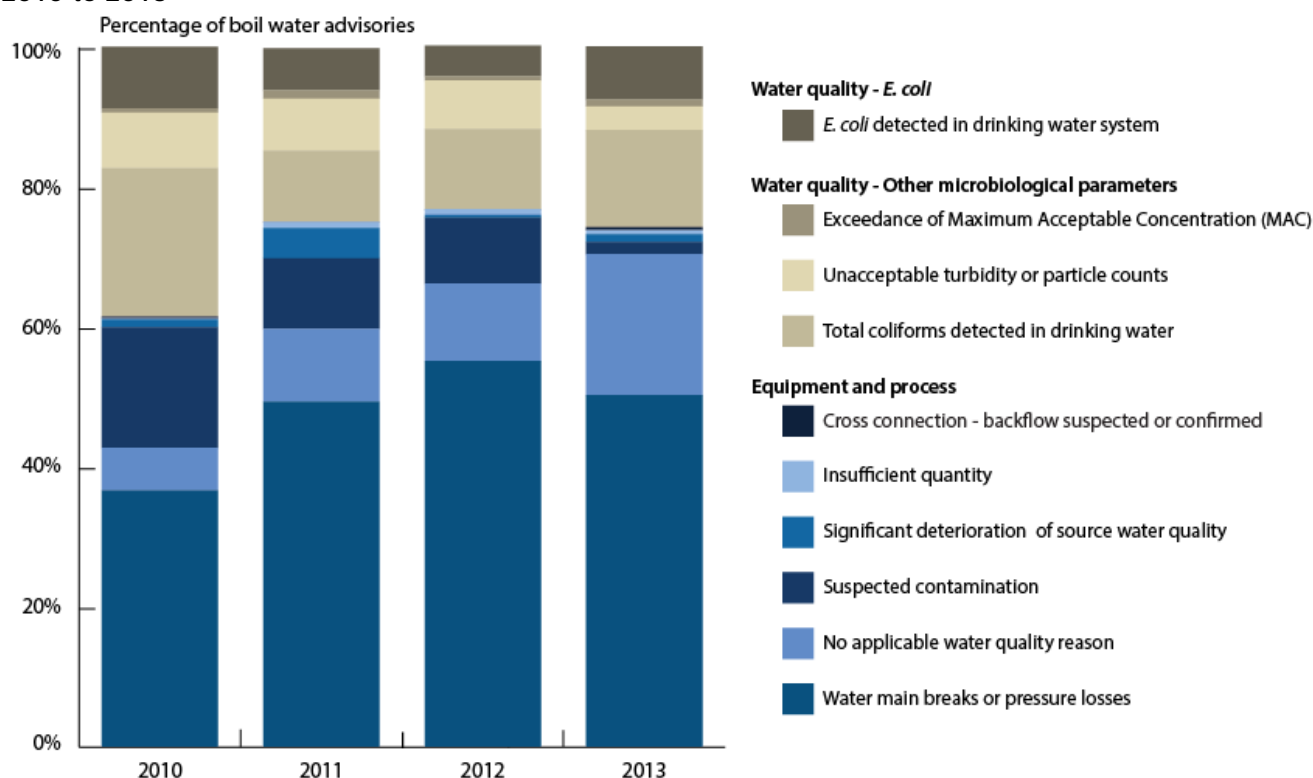 Percentage of boil water advisories
100%
80%
60%
40%
20%
0%
2010
2011
2012
2013
Water quality - E. coli
E. coli detected in drinking water system
Water quality - Other microbiological parameters
Exceedance of Maximum Acceptable Concentration (MAC)
Unacceptable turbidity or particle counts
Total coliforms detected in drinking water
Equipment and process
Cross connection - backflow suspected or confirmed
Insufficient quantity
Significant deterioration of source water quality
Suspected contamination
No applicable water quality reason
Water main breaks or pressure losses